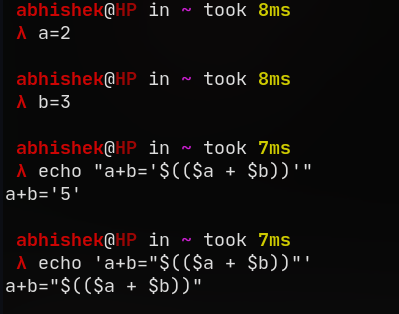 abhishek@HP in ~ took 8ms
λ a=2
abhishek@HP in ~ took 8ms
λ b=3
abhishek@HP in ~ took 7ms
λ echo "a+b='$(($a + $b))'"
a+b='5'
abhishek@HP in ~ took 7ms
λ echo 'a+b="$(($a + $b))"'
a+b="$(($a + $b))"